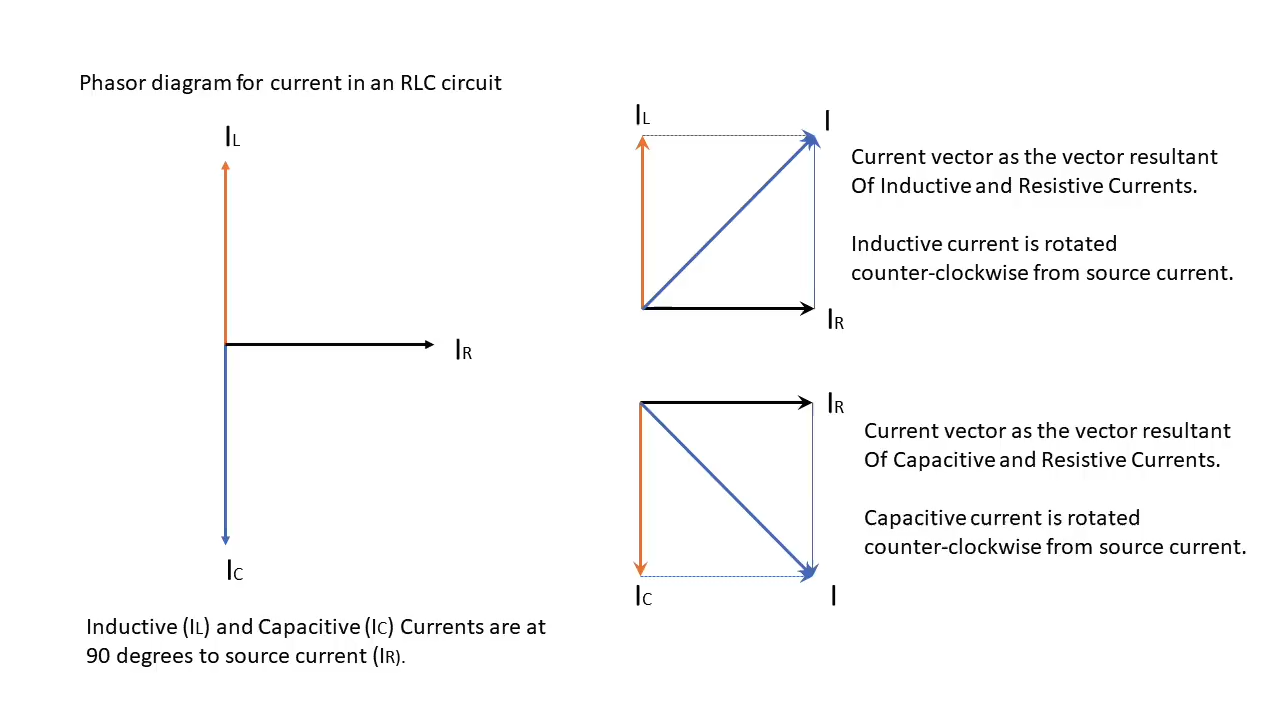 Phasor diagram for current in an RLC circuit
IL
IR
IC
Inductive (IL) and Capacitive (IC) Currents are at
90 degrees to source current (IR).
IL
I
IR
Current vector as the vector resultant
Of Inductive and Resistive Currents.
Inductive current is rotated
counter-clockwise from source current.
IR
IC
I
Current vector as the vector resultant
Of Capacitive and Resistive Currents.
Capacitive current is rotated
counter-clockwise from source current.